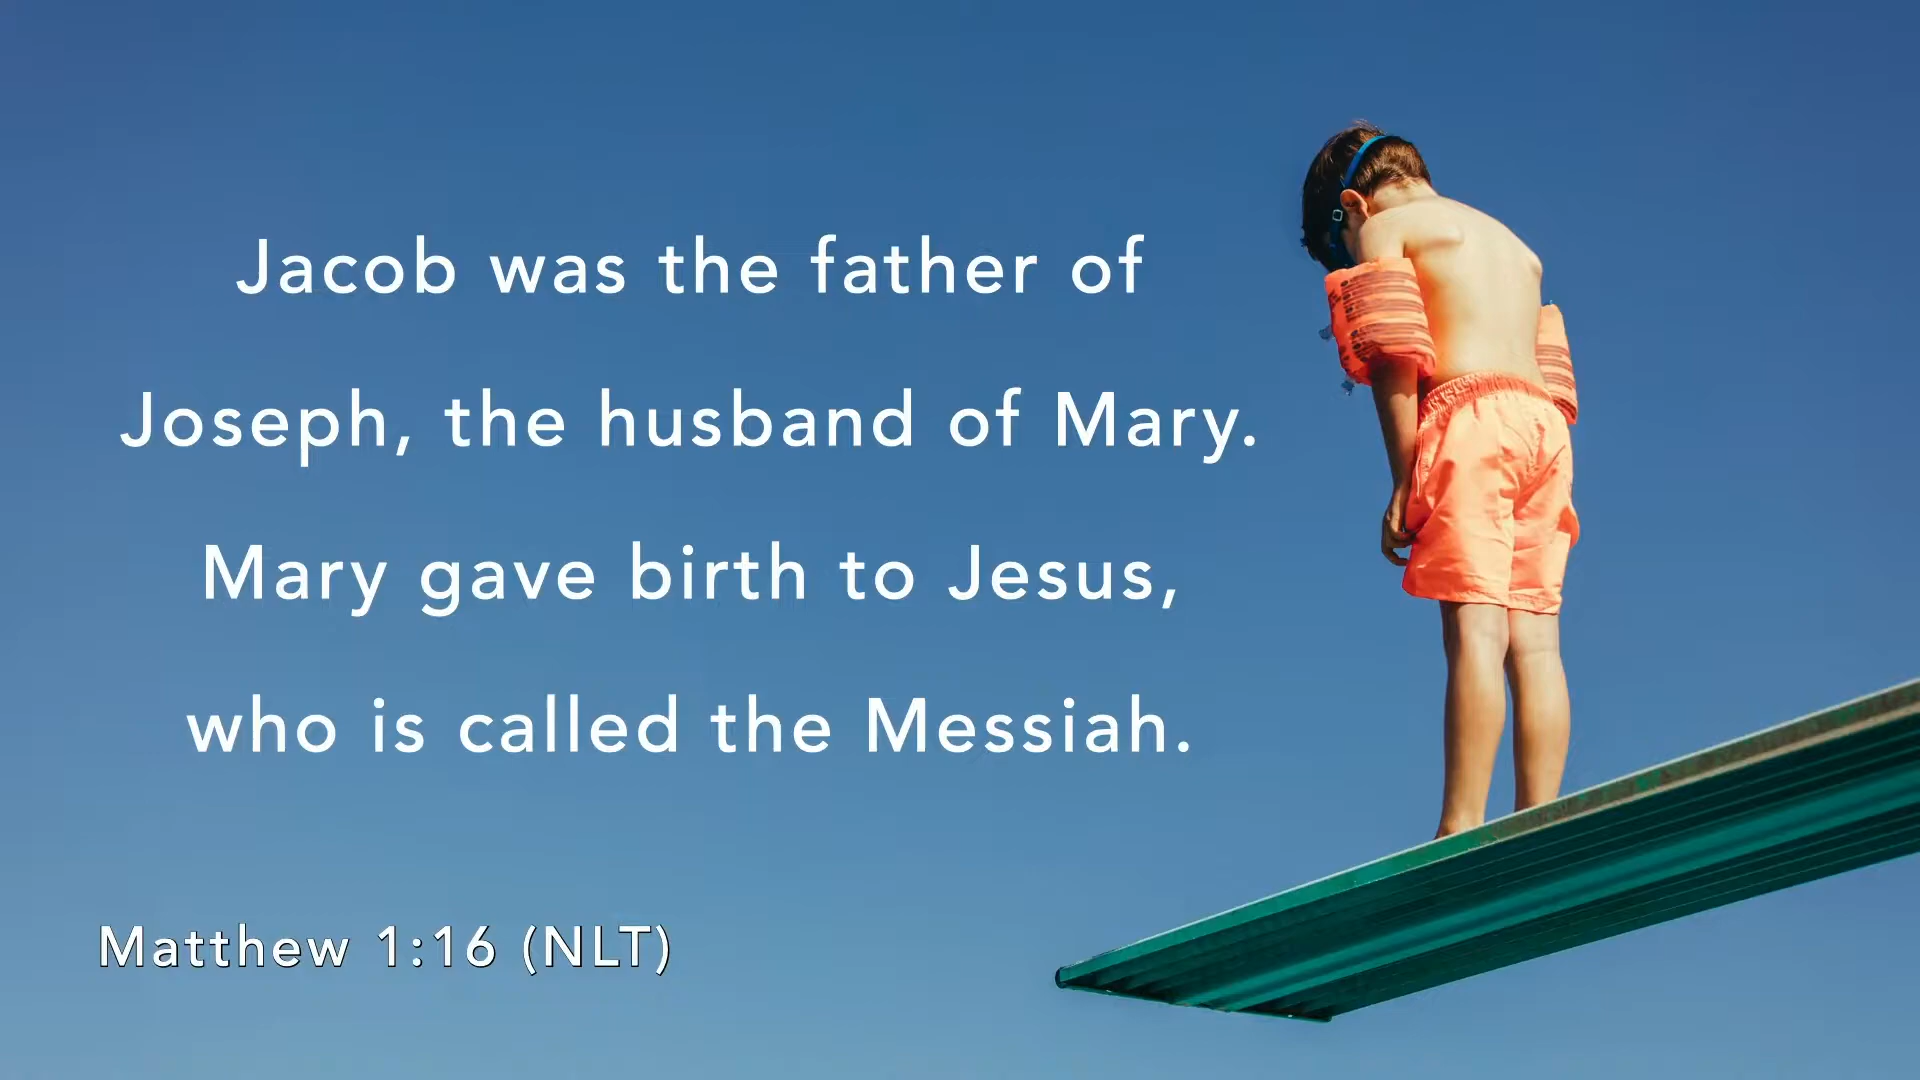 Jacob was the father of
Joseph, the husband of Mary.
Mary gave birth to Jesus,
who is called the Messiah.
Matthew 1:16 (NLT)